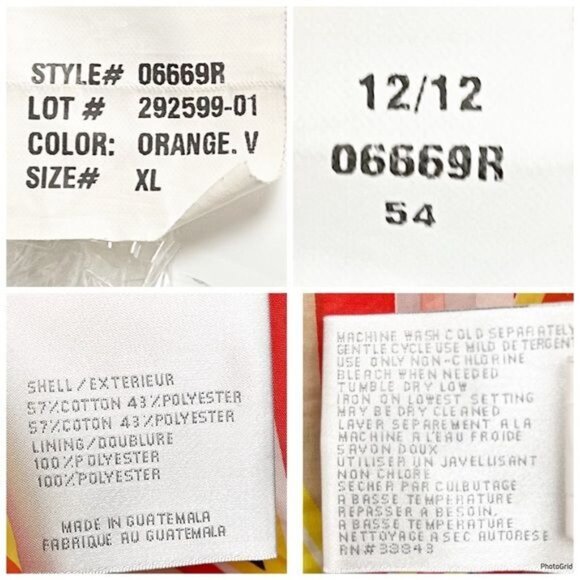 STYLE# 06669R
LOT # 292599-01
COLOR: ORANGE. V
SIZE# XL
12/12
06669R
54
SHELL/EXTERIEUR
57%COTTON 43%POLYESTER
57%COTTON 43%POLYESTER
LINING/DOUBLURE
100%POLYESTER
100%POLYESTER
MADE IN GUATEMALA
FABRIQUE AU GUATEMALA
MACHINE WASH COLD SEPARATELY
GENTLE CYCLE USE MILD DETERGENT
USE ONLY NON-CHLORINE
BLEACH WHEN NEEDED
TUMBLE DRY LOW
IRON ON LOWEST SETTING
MAY BE DRY CLEANED
LAVER SEPAREMENT A LA
MACHINE A L'EAU FROIDE
SAVON DOUX
UTILISER UN JAVELLISANT
NON CHLORE
SECHER PAR CULBUTAGE
A BASSE TEMPERATURE
REPASSER A BESOIN,
A BASSE TEMPERATURE
NETTOYAGE A SEC AUTORESE
RN#33943
PhotoGrid